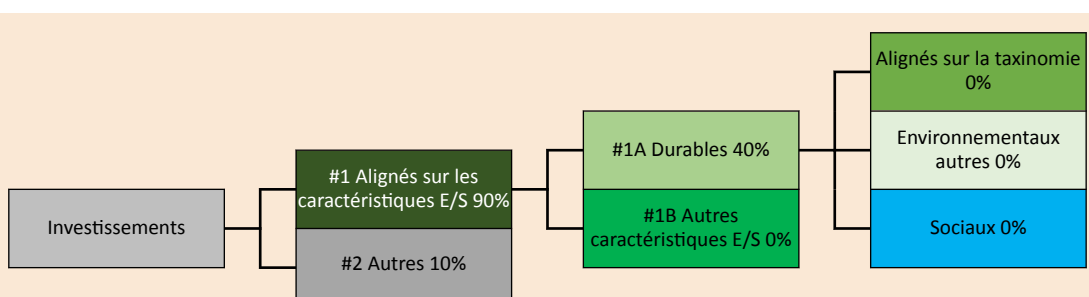 Investissements
#1 Alignés sur les
caractéristiques E/S 90%
#2 Autres 10%
#1A Durables 40%
#1B Autres
caractéristiques E/S 0%
Alignés sur la taxinomie
0%
Environnementaux
autres 0%
Sociaux 0%